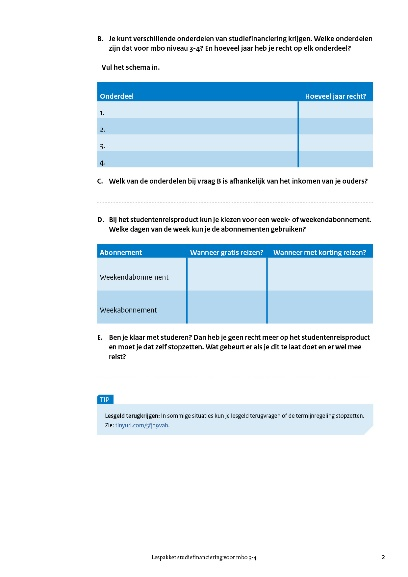 B. Je kunt verschillende onderdelen van studiefinanciering krijgen. Welke onderdelen
zijn dat voor mbo niveau 3-4? En hoeveel jaar heb je recht op elk onderdeel?
Vul het schema in.
Onderdeel Hoeveel jaar recht?
1.
2.
3.
4.
C. Welk van de onderdelen bij vraag B is afhankelijk van het inkomen van je ouders?
D. Bij het studentenreisproduct kun je kiezen voor een week- of weekendabonnement.
Welke dagen van de week kun je de abonnementen gebruiken?
Abonnement Wanneer gratis reizen? Wanneer met korting reizen?
Weekendabonnement
Weekabonnement
E. Ben je klaar met studeren? Dan heb je geen recht meer op het studentenreisproduct
en moet je dat zelf stopzetten. Wat gebeurt er als je dit te laat doet en er wel mee
reist?
TIP
Lesgeld terugkrijgen: In sommige situaties kun je lesgeld terugvragen of de termijnregeling stopzetten.
Zie:
Lespakket studiefinanciering voor mbo 3-4 2